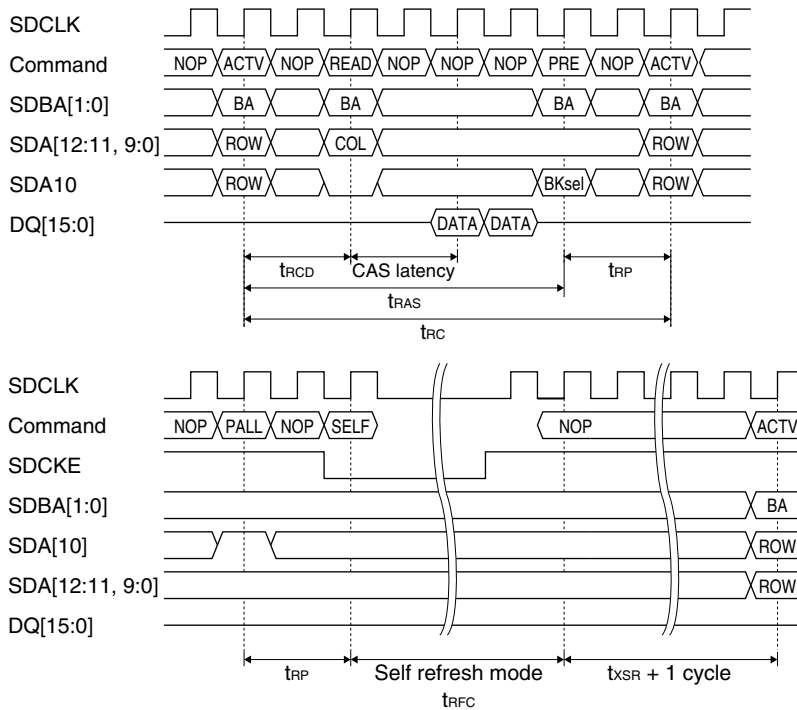 SDCLK
Command NOP ACTV NOP READ NOP NOP NOP PRE NOP ACTV
SDBA[1:0] BA BA BA BA
SDA[12:11, 9:0] ROW COL ROW
SDA10 ROW BKsel ROW
DQ[15:0] DATA DATA
tRCD CAS latency tRP
tRAS
tRC
SDCLK
Command NOP PALL NOP SELF NOP ACTV
SDCKE
SDBA[1:0] BA
SDA[10] ROW
SDA[12:11, 9:0] ROW
DQ[15:0]
tRP Self refresh mode tXSR + 1 cycle
tRFC